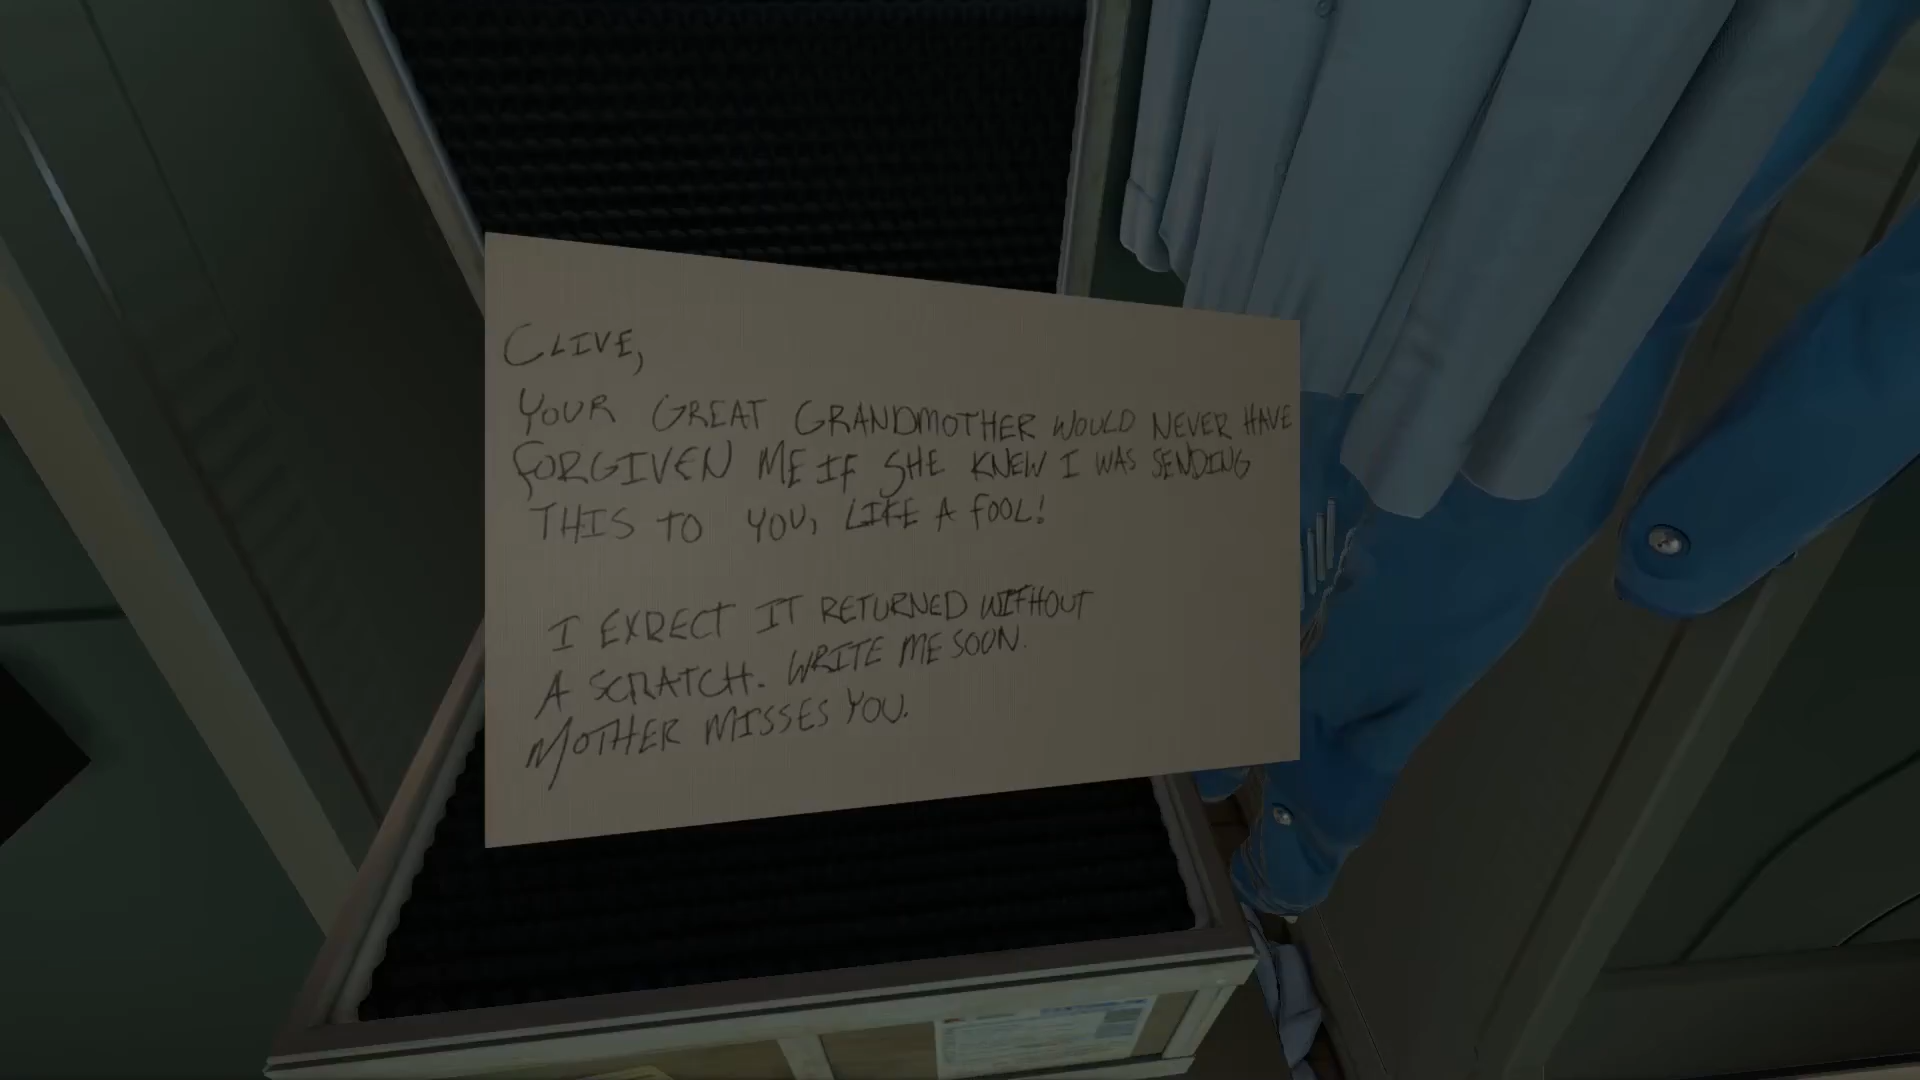 CLIVE,
YOUR GREAT GRANDMOTHER WOULD NEVER HAVE
FORGIVEN ME IF SHE KNEW I WAS SENDING
THIS TO YOU, LIKE A FOOL!
I EXPECT IT RETURNED WITHOUT
A SCRATCH. WRITE ME SOON.
MOTHER MISSES YOU.